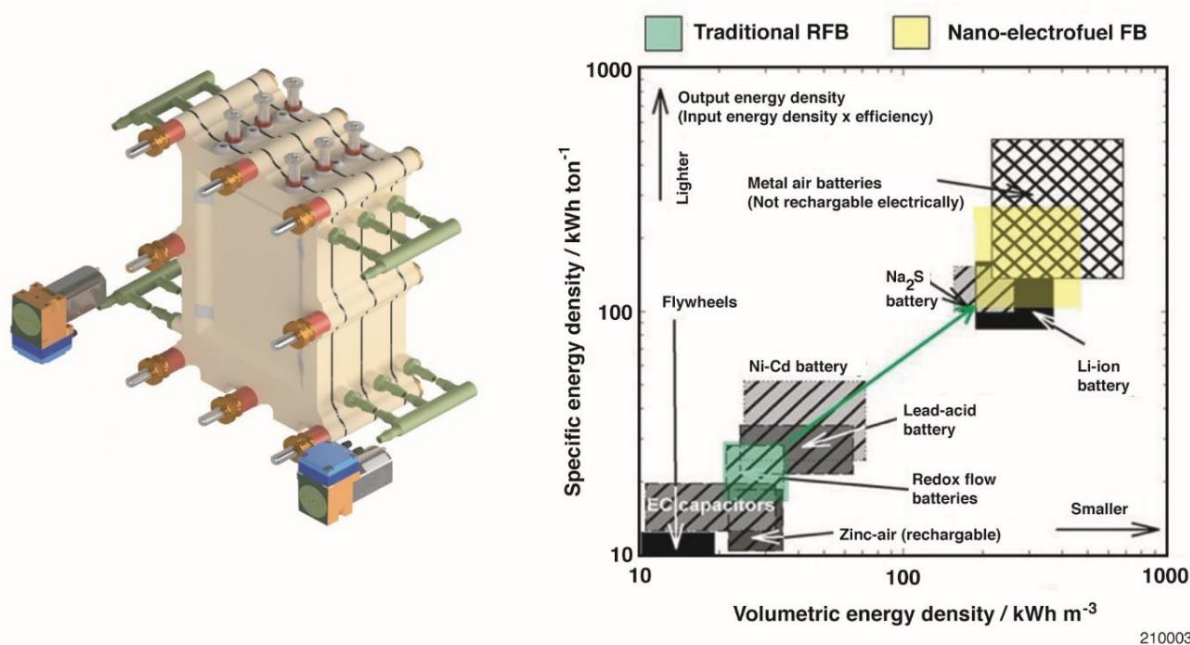 Traditional RFB
Nano-electrofuel FB
1000
Output energy density
(Input energy density x efficiency)
Lighter
Metal air batteries
(Not rechargable electrically)
Na₂S
battery
Flywheels
100
Li-ion
battery
Ni-Cd battery
Lead-acid
battery
Redox flow
batteries
EC capacitors
Smaller
Zinc-air (rechargable)
10
10
100
1000
Specific energy density / kWh ton⁻¹
Volumetric energy density / kWh m⁻³
210003